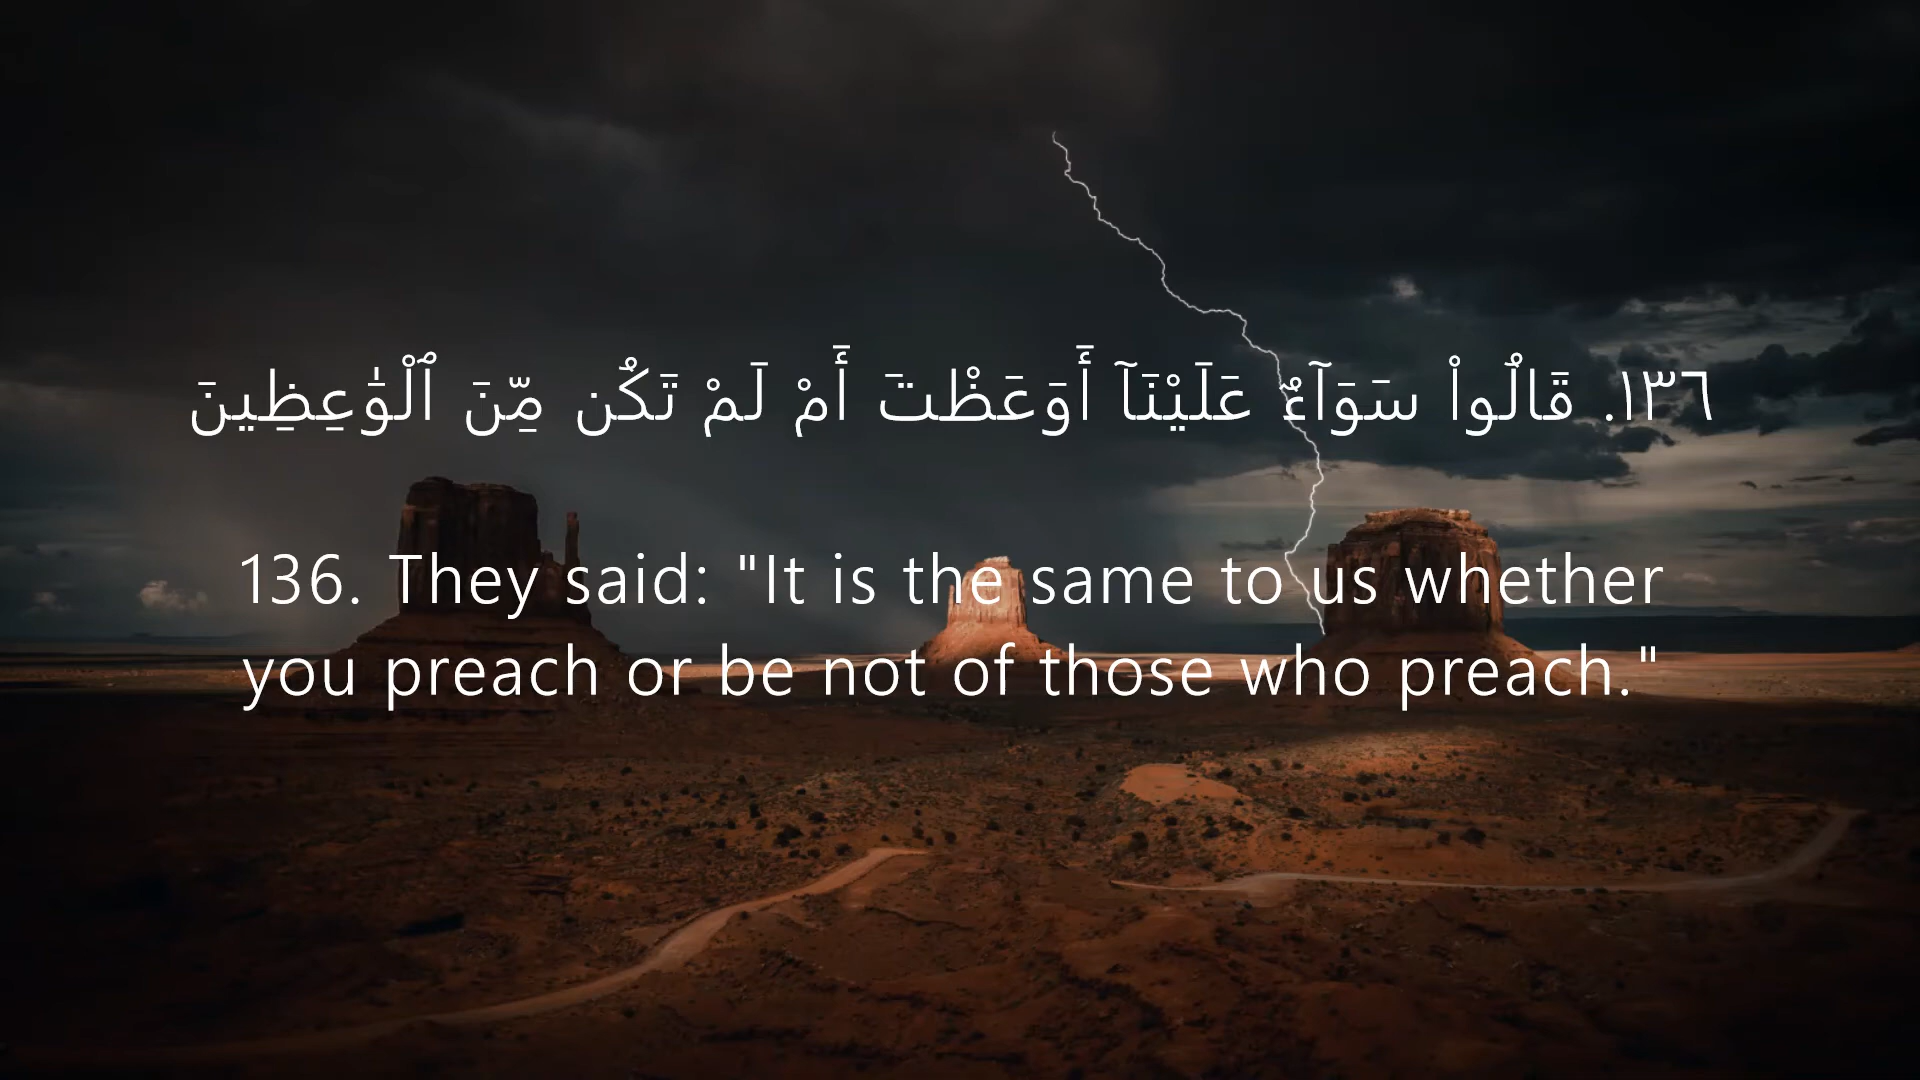 ١٣٦. قَالُوا۟ سَوَآءٌ عَلَيْنَآ أَوَعَظْتَ أَمْ لَمْ تَكُن مِّنَ ٱلْوَٰعِظِينَ
136. They said: "It is the same to us whether
you preach or be not of those who preach."